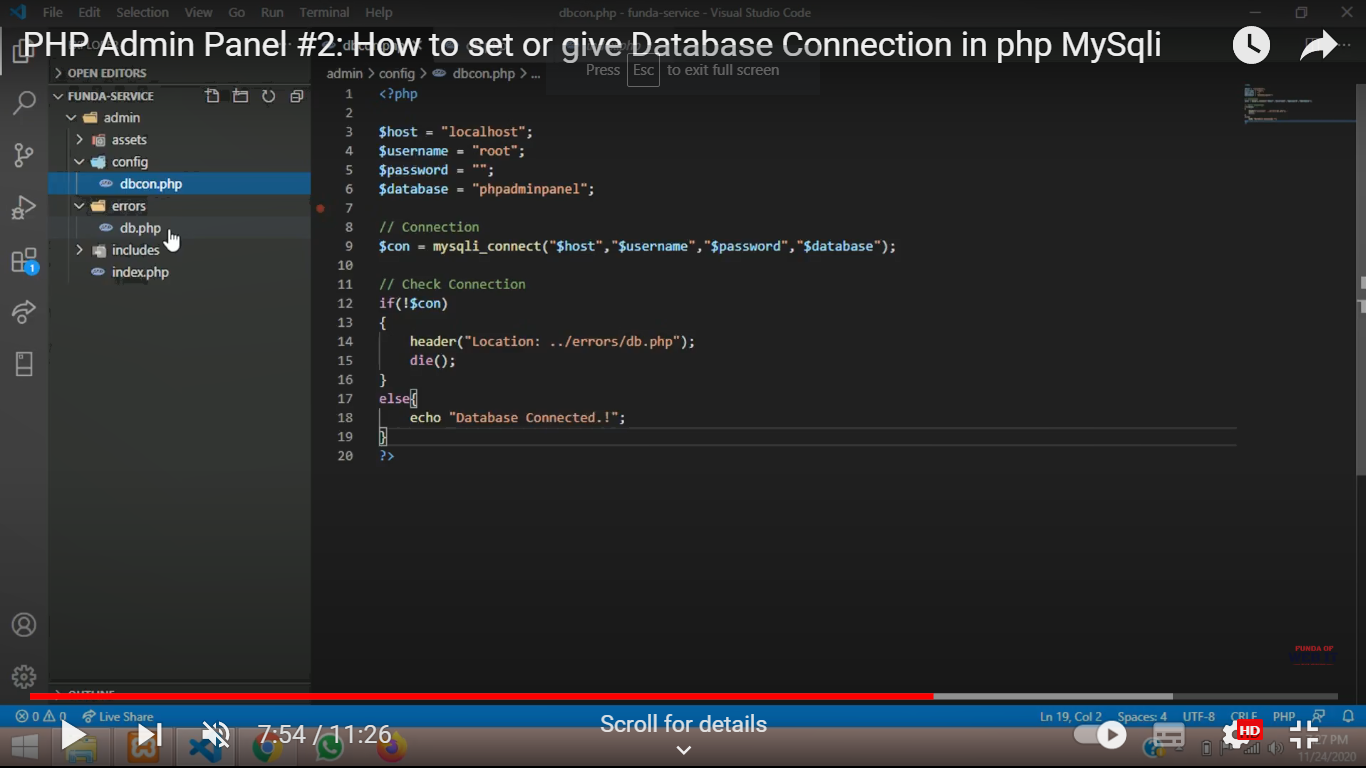 File Edit Selection View Go Run Terminal Help
dbcon.php - funda-service - Visual Studio Code
PHP Admin Panel #2: How to set or give Database Connection in php MySqli
Press Esc to exit full screen
OPEN EDITORS
FUNDA-SERVICE
admin
assets
config
dbcon.php
errors
db.php
includes
index.php
OUTLINE
admin > config > dbcon.php > ...
1 <?php
2
3 $host = "localhost";
4 $username = "root";
5 $password = "";
6 $database = "phpadminpanel";
7
8 // Connection
9 $con = mysqli_connect("$host","$username","$password","$database");
10
11 // Check Connection
12 if(!$con)
13 {
14 header("Location: ../errors/db.php");
15 die();
16 }
17 else{
18 echo "Database Connected.!";
19 }
20 ?>
1
FUNDA OF
0 0 Live Share
Ln 19, Col 2 Spaces: 4 UTF-8 CRLF PHP
7:54 / 11:26
Scroll for details
HD
11/24/2020